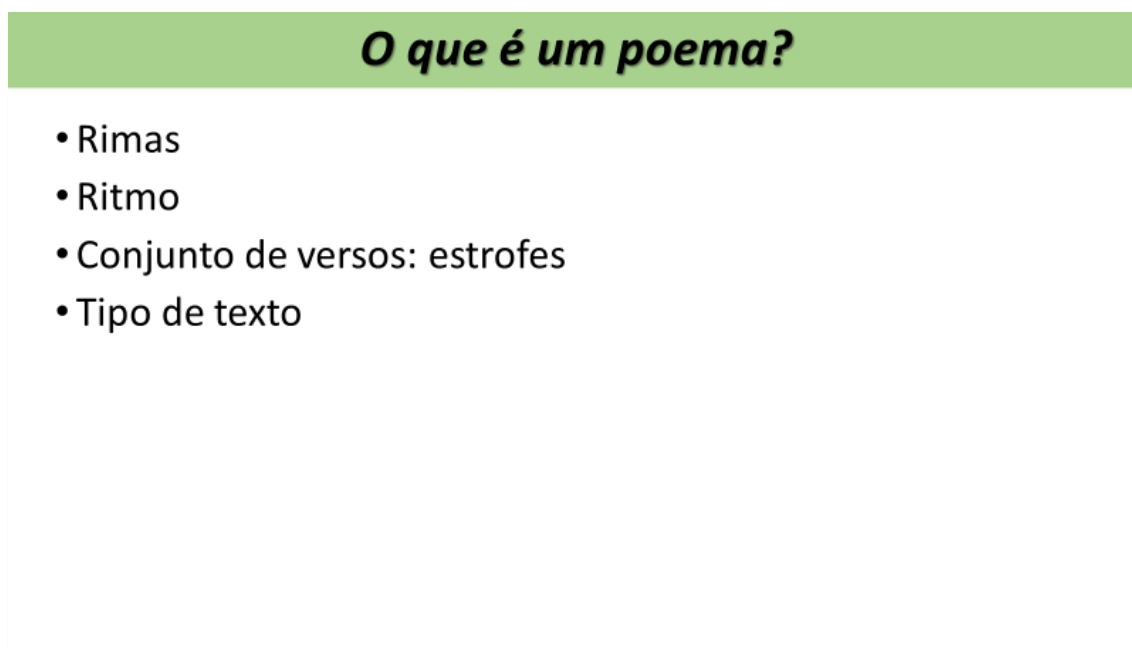 O que é um poema?
• Rimas
• Ritmo
• Conjunto de versos: estrofes
• Tipo de texto